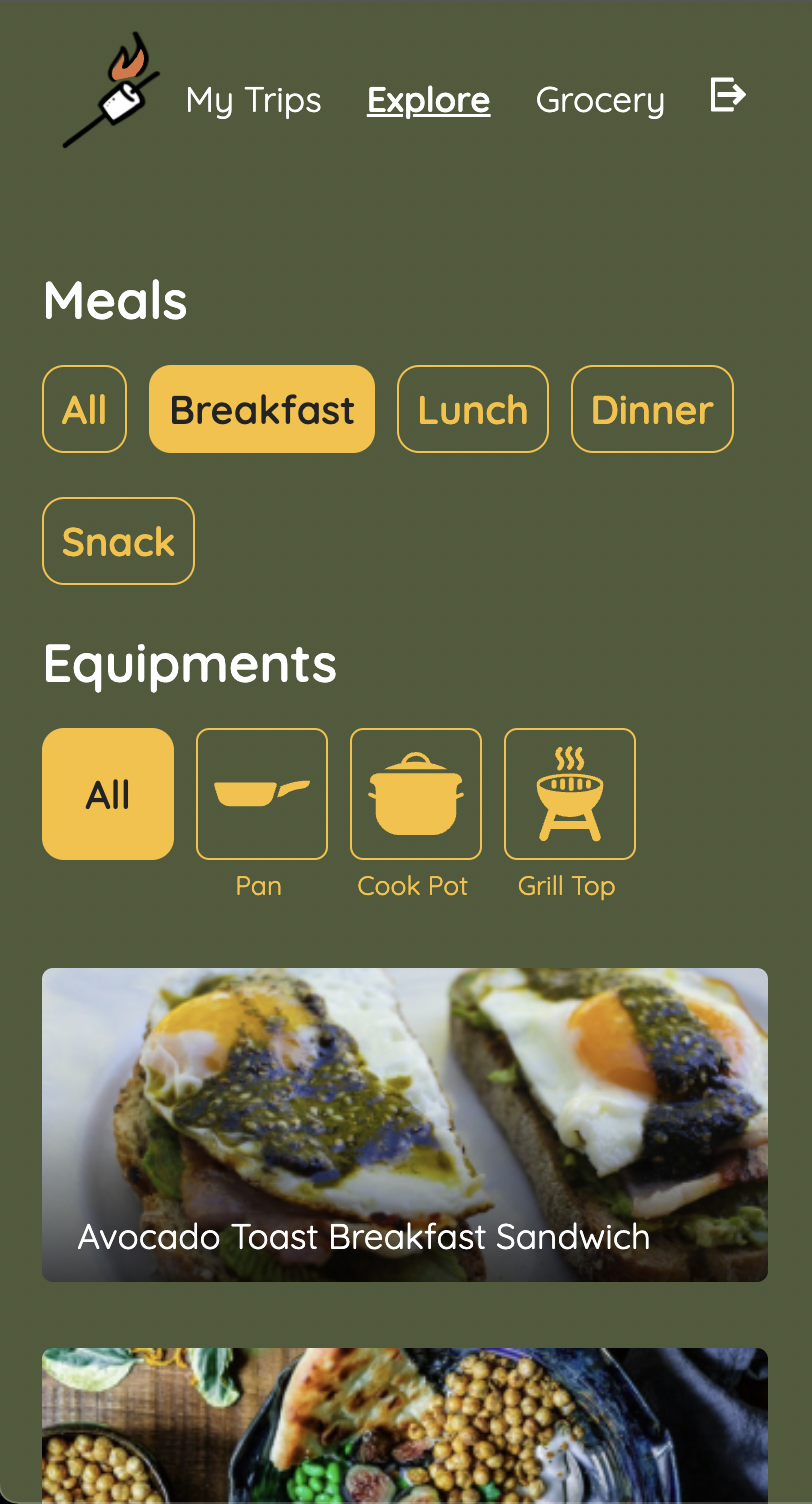 My Trips Explore Grocery
Meals
All Breakfast Lunch Dinner
Snack
Equipments
All
Pan Cook Pot Grill Top
Avocado Toast Breakfast Sandwich